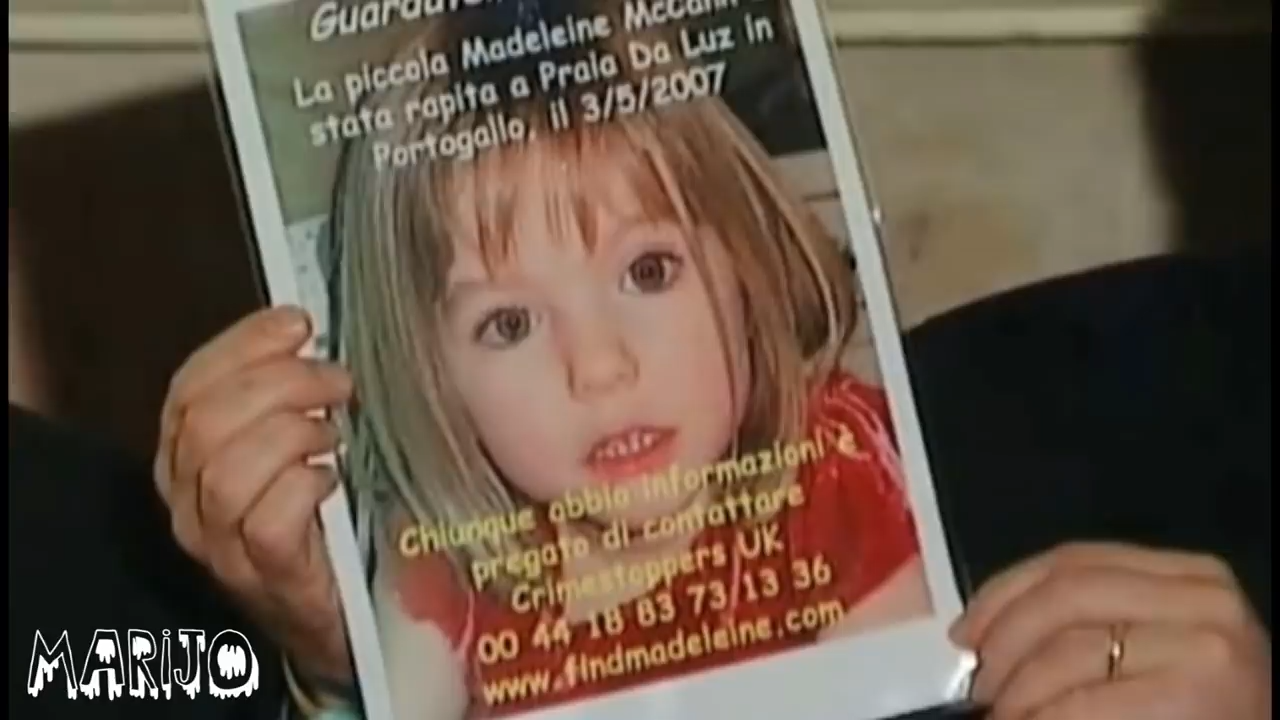 La piccola Madeleine McCann è
stata rapita a Praia Da Luz in
Portogallo, il 3/5/2007
Chiunque abbia informazioni è
pregato di contattare
Crimestoppers UK
00 44 18 83 73 13 36
www.findmadeleine.com
MARiJO